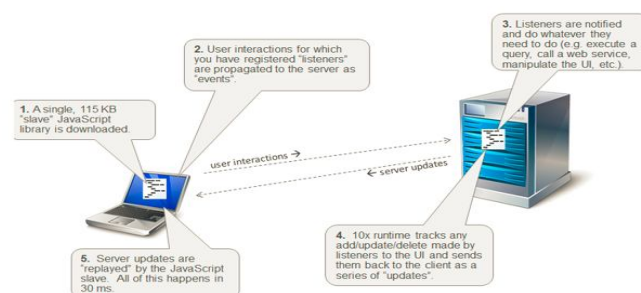 1. A single, 115 KB
"slave" JavaScript
library is downloaded.
2. User interactions for which
you have registered "listeners"
are propagated to the server as
"events".
3. Listeners are notified
and do whatever they
need to do (e.g. execute a
query, call a web service,
manipulate the UI, etc.)
user interactions →
← server updates
4. 10x runtime tracks any
add/update/delete made by
listeners to the UI and sends
them back to the client as a
series of "updates".
5. Server updates are
"replayed" by the JavaScript
slave. All of this happens in
30 ms.